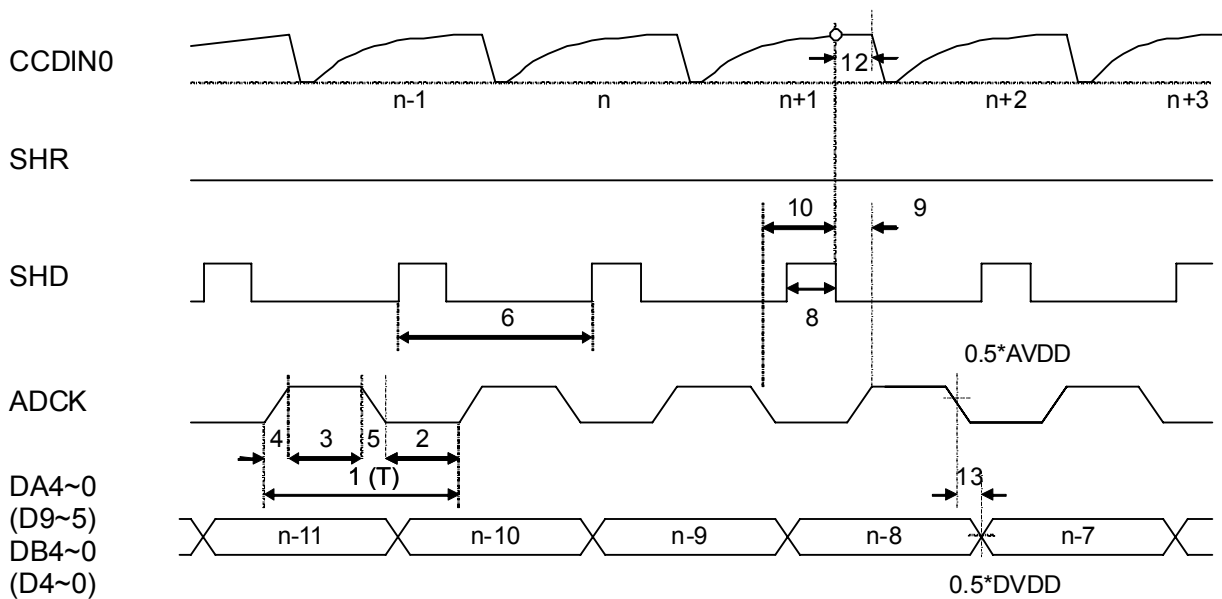 CCDIN0
12
n-1 n n+1 n+2 n+3
SHR
10 9
SHD
6 8
0.5*AVDD
ADCK
4 3 5 2
1 (T)
13
DA4~0
(D9~5)
DB4~0
(D4~0)
n-11 n-10 n-9 n-8 n-7
0.5*DVDD